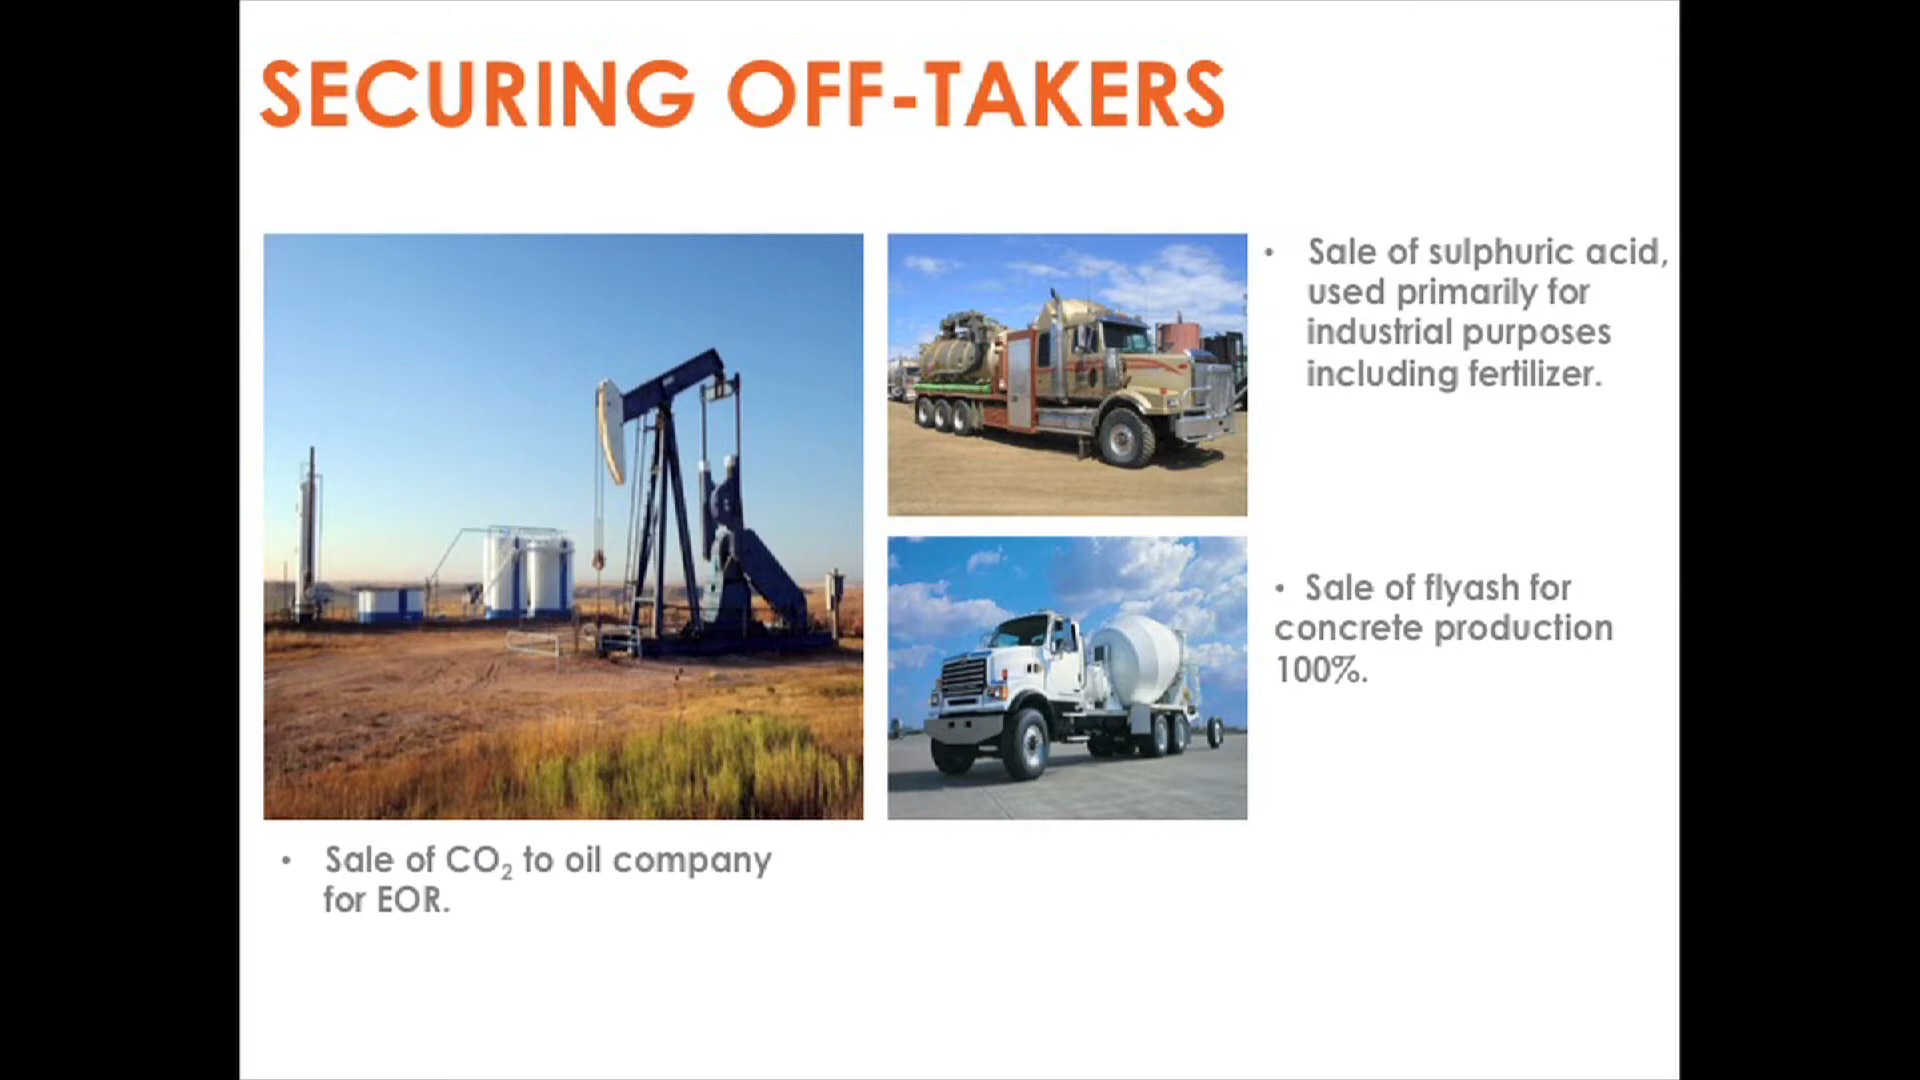 SECURING OFF-TAKERS
• Sale of sulphuric acid,
used primarily for
industrial purposes
including fertilizer.
• Sale of flyash for
concrete production
100%.
• Sale of CO₂ to oil company
for EOR.